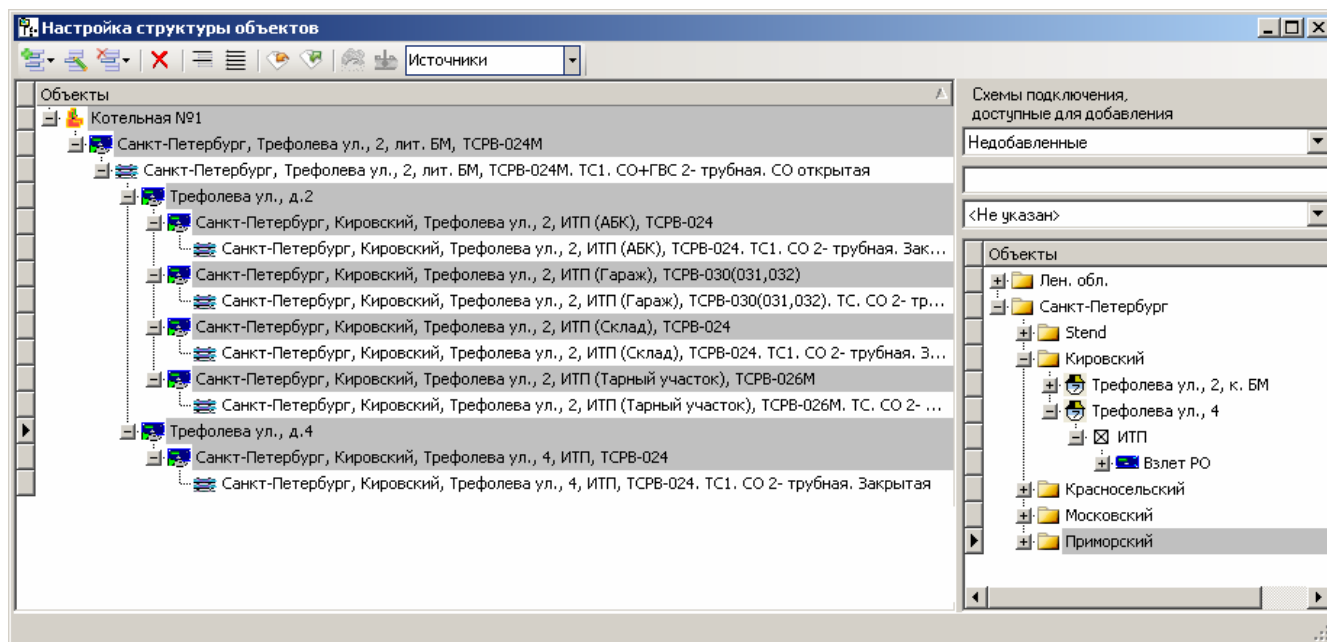 Настройка структуры объектов
Источники
Объекты
Котельная №1
Санкт-Петербург, Трефолева ул., 2, лит. БМ, ТСРВ-024М
Санкт-Петербург, Трефолева ул., 2, лит. БМ, ТСРВ-024М. ТС1. СО+ГВС 2- трубная. СО открытая
Трефолева ул., д.2
Санкт-Петербург, Кировский, Трефолева ул., 2, ИТП (АБК), ТСРВ-024
Санкт-Петербург, Кировский, Трефолева ул., 2, ИТП (АБК), ТСРВ-024. ТС1. СО 2- трубная. Зак...
Санкт-Петербург, Кировский, Трефолева ул., 2, ИТП (Гараж), ТСРВ-030(031,032)
Санкт-Петербург, Кировский, Трефолева ул., 2, ИТП (Гараж), ТСРВ-030(031,032). ТС. СО 2- тр...
Санкт-Петербург, Кировский, Трефолева ул., 2, ИТП (Склад), ТСРВ-024
Санкт-Петербург, Кировский, Трефолева ул., 2, ИТП (Склад), ТСРВ-024. ТС1. СО 2- трубная. З...
Санкт-Петербург, Кировский, Трефолева ул., 2, ИТП (Тарный участок), ТСРВ-026М
Санкт-Петербург, Кировский, Трефолева ул., 2, ИТП (Тарный участок), ТСРВ-026М. ТС. СО 2- ...
Трефолева ул., д.4
Санкт-Петербург, Кировский, Трефолева ул., 4, ИТП, ТСРВ-024
Санкт-Петербург, Кировский, Трефолева ул., 4, ИТП, ТСРВ-024. ТС1. СО 2- трубная. Закрытая
Схемы подключения,
доступные для добавления
Недобавленные
<Не указан>
Объекты
Лен. обл.
Санкт-Петербург
Stend
Кировский
Трефолева ул., 2, к. БМ
Трефолева ул., 4
ИТП
Взлет РО
Красносельский
Московский
Приморский